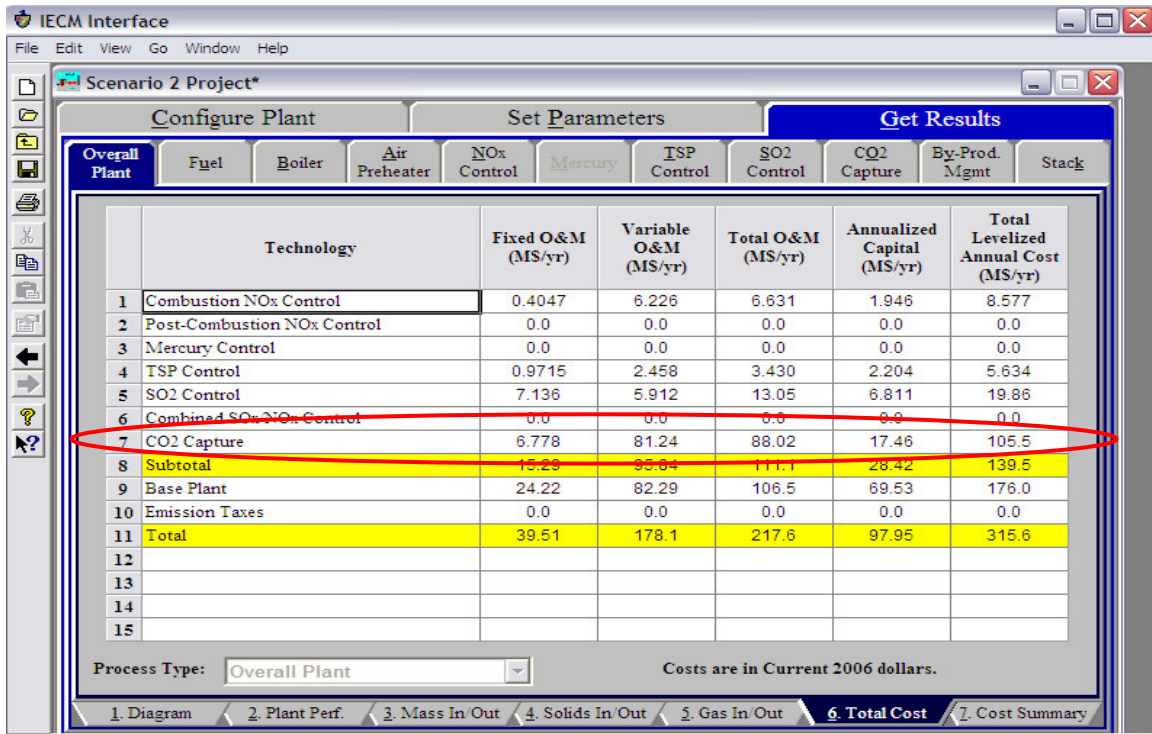 IECM Interface
File Edit View Go Window Help
Scenario 2 Project*
Configure Plant Set Parameters Get Results
Overall Plant Fuel Boiler Air Preheater NOx Control Mercury TSP Control SO2 Control CO2 Capture By-Prod. Mgmt Stack
Technology Fixed O&M (M$/yr) Variable O&M (M$/yr) Total O&M (M$/yr) Annualized Capital (M$/yr) Total Levelized Annual Cost (M$/yr)
1 Combustion NOx Control 0.4047 6.226 6.631 1.946 8.577
2 Post-Combustion NOx Control 0.0 0.0 0.0 0.0 0.0
3 Mercury Control 0.0 0.0 0.0 0.0 0.0
4 TSP Control 0.9715 2.458 3.430 2.204 5.634
5 SO2 Control 7.136 5.912 13.05 6.811 19.86
6 Combined SOx NOx Control 0.0 0.0 0.0 0.0 0.0
7 CO2 Capture 6.778 81.24 88.02 17.46 105.5
8 Subtotal 15.29 95.84 111.1 28.42 139.5
9 Base Plant 24.22 82.29 106.5 69.53 176.0
10 Emission Taxes 0.0 0.0 0.0 0.0 0.0
11 Total 39.51 178.1 217.6 97.95 315.6
12
13
14
15
Process Type: Overall Plant Costs are in Current 2006 dollars.
1. Diagram 2. Plant Perf. 3. Mass In/Out 4. Solids In/Out 5. Gas In/Out 6. Total Cost 7. Cost Summary